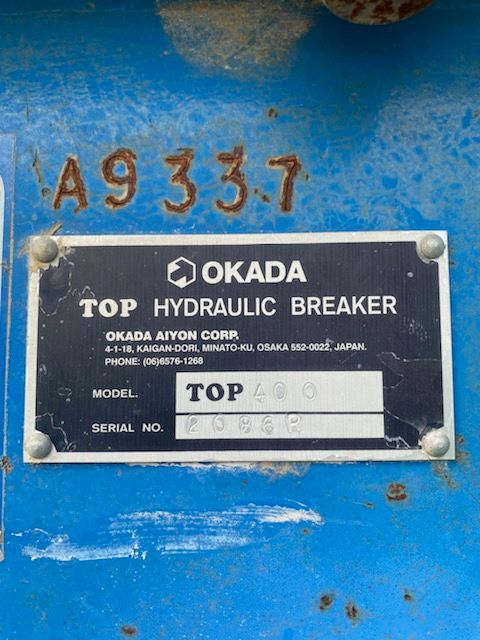 A9337
OKADA
TOP HYDRAULIC BREAKER
OKADA AIYON CORP.
4-1-18, KAIGAN-DORI, MINATO-KU, OSAKA 552-0022, JAPAN.
PHONE: (06)6576-1268
MODEL. TOP 400
SERIAL NO. 2086R